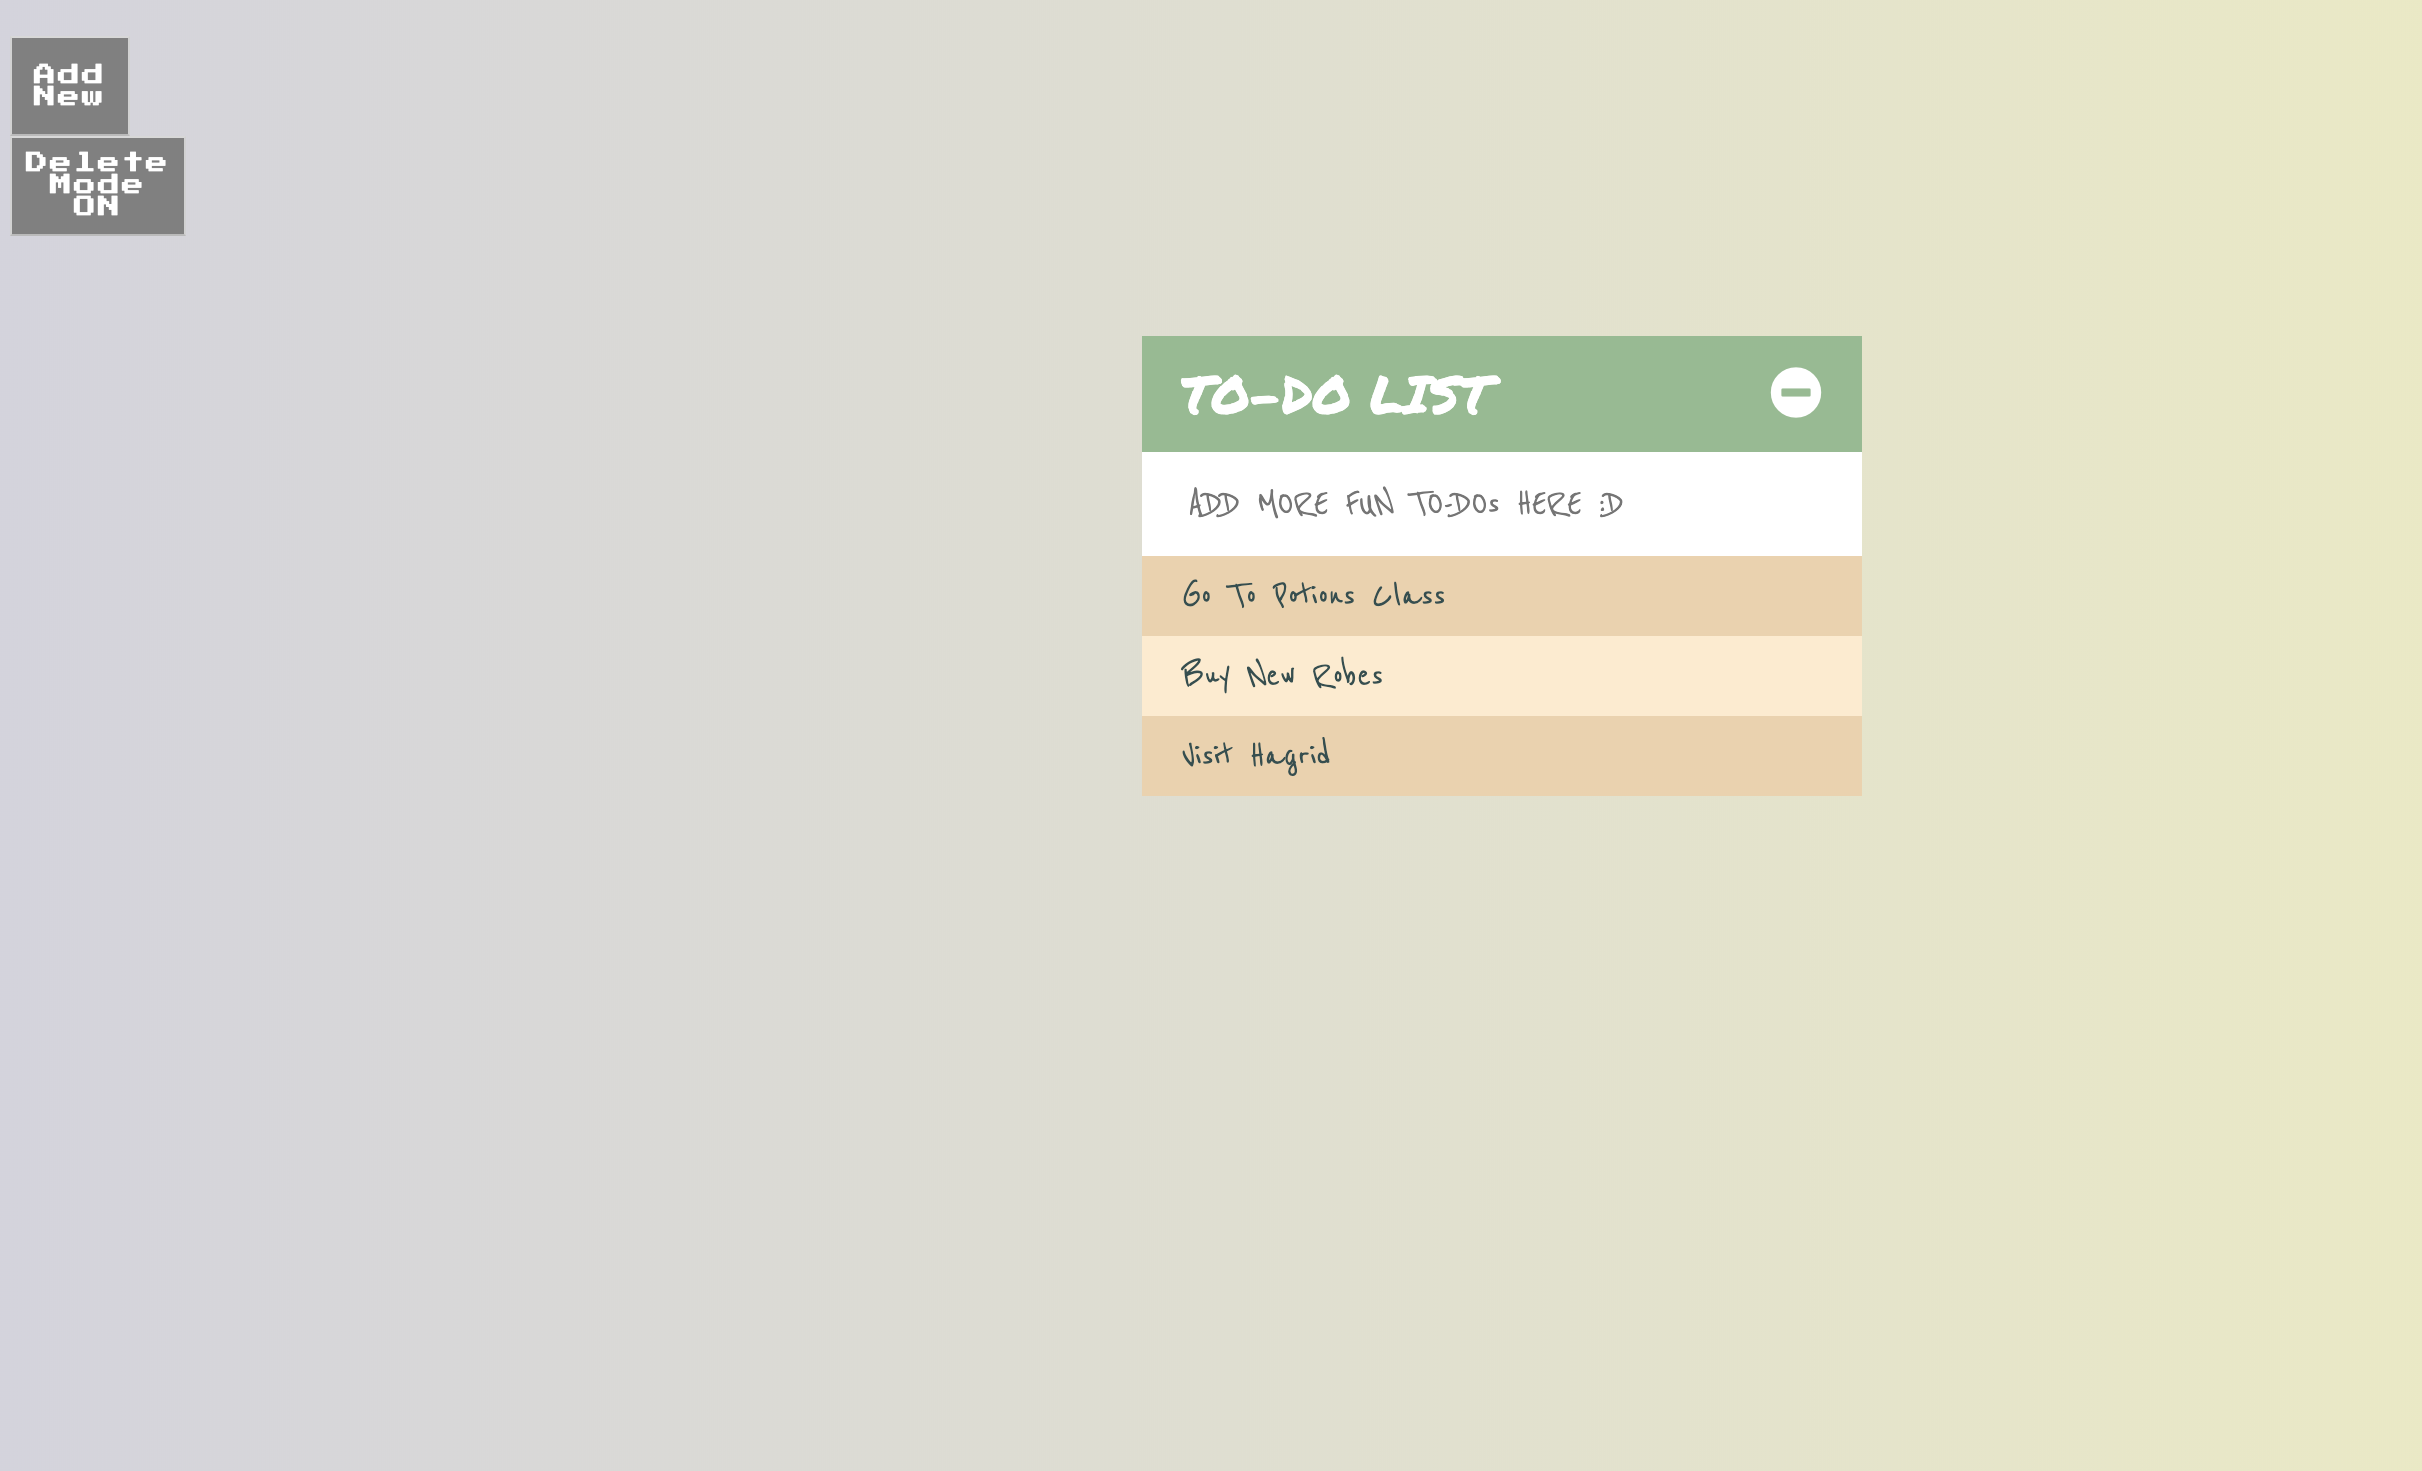 Add
New
Delete
Mode
ON
TO-DO LIST
ADD MORE FUN TO-DOs HERE :D
Go To Potions Class
Buy New Robes
Visit Hagrid